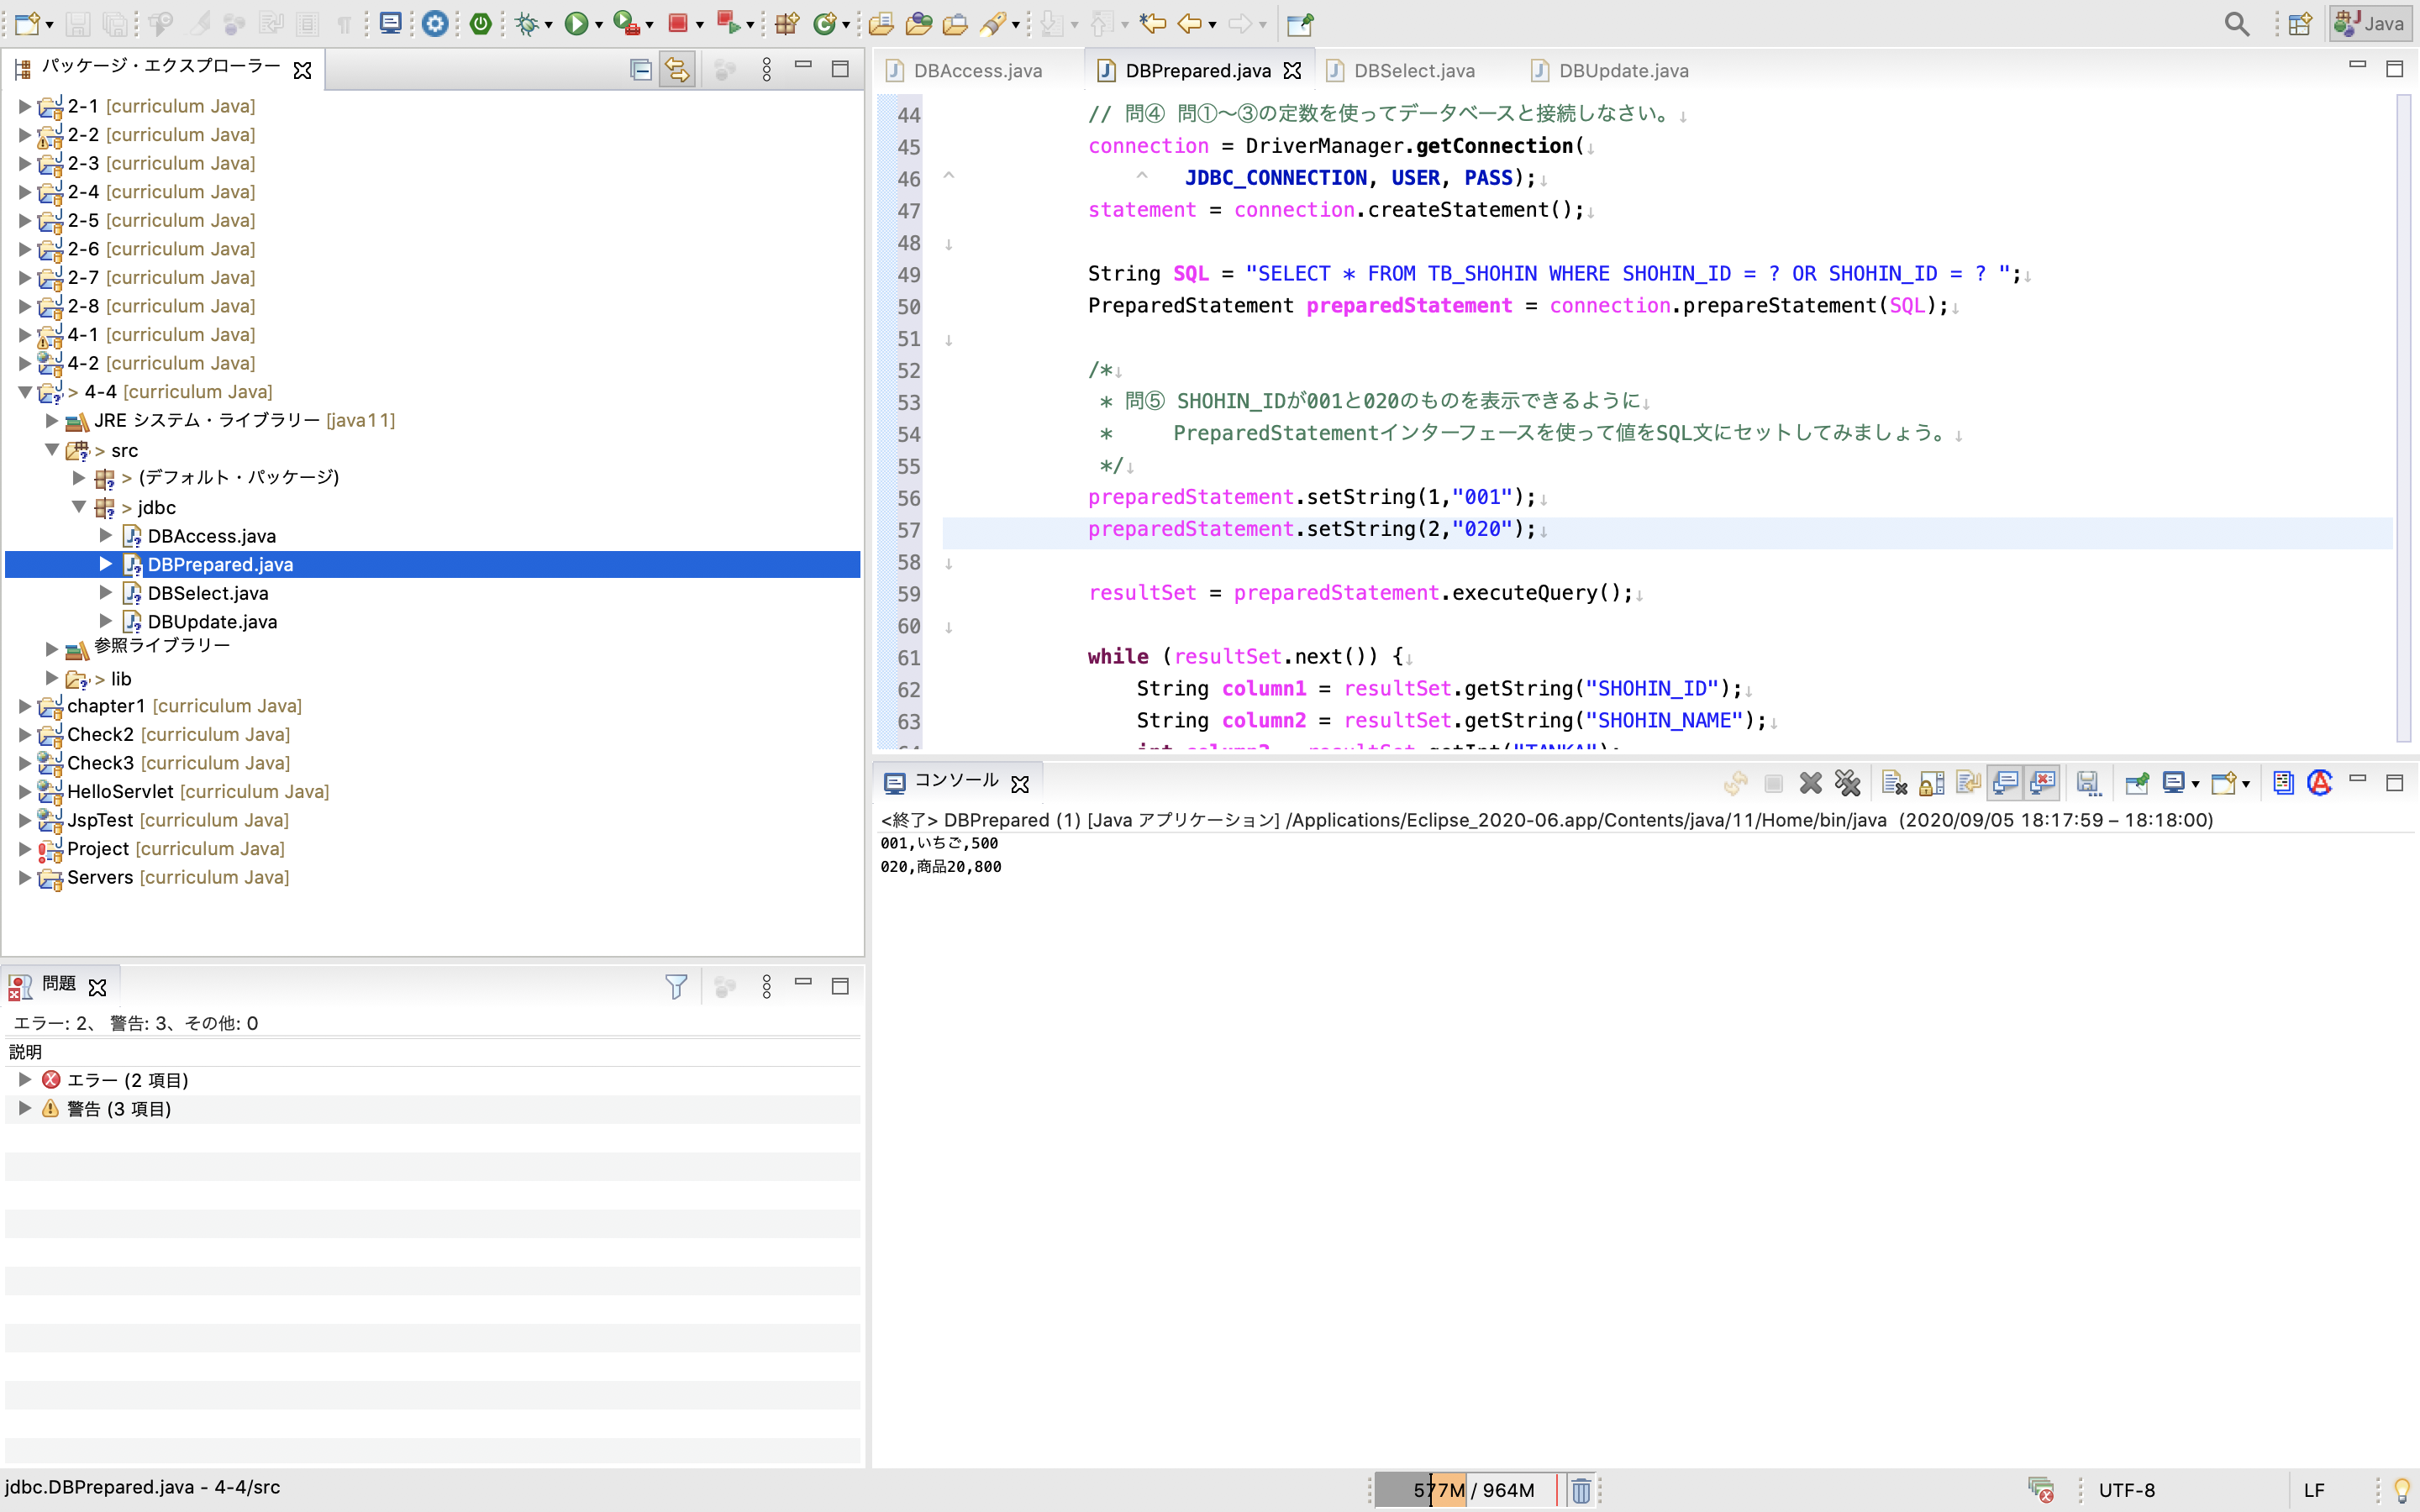 Java
パッケージ・エクスプローラー
2-1 [curriculum Java]
2-2 [curriculum Java]
2-3 [curriculum Java]
2-4 [curriculum Java]
2-5 [curriculum Java]
2-6 [curriculum Java]
2-7 [curriculum Java]
2-8 [curriculum Java]
4-1 [curriculum Java]
4-2 [curriculum Java]
> 4-4 [curriculum Java]
JRE システム・ライブラリー [java11]
> src
> (デフォルト・パッケージ)
> jdbc
DBAccess.java
DBPrepared.java
DBSelect.java
DBUpdate.java
参照ライブラリー
> lib
chapter1 [curriculum Java]
Check2 [curriculum Java]
Check3 [curriculum Java]
HelloServlet [curriculum Java]
JspTest [curriculum Java]
Project [curriculum Java]
Servers [curriculum Java]
問題
エラー: 2、 警告: 3、その他: 0
説明
エラー (2 項目)
警告 (3 項目)
DBAccess.java DBPrepared.java DBSelect.java DBUpdate.java
44 // 問④ 問①〜③の定数を使ってデータベースと接続しなさい。↓
45 connection = DriverManager.getConnection(↓
46 ^ ^ JDBC_CONNECTION, USER, PASS);↓
47 statement = connection.createStatement();↓
48 ↓
49 String SQL = "SELECT * FROM TB_SHOHIN WHERE SHOHIN_ID = ? OR SHOHIN_ID = ? ";↓
50 PreparedStatement preparedStatement = connection.prepareStatement(SQL);↓
51 ↓
52 /*↓
53 * 問⑤ SHOHIN_IDが001と020のものを表示できるように↓
54 * PreparedStatementインターフェースを使って値をSQL文にセットしてみましょう。↓
55 */↓
56 preparedStatement.setString(1,"001");↓
57 preparedStatement.setString(2,"020");↓
58 ↓
59 resultSet = preparedStatement.executeQuery();↓
60 ↓
61 while (resultSet.next()) {↓
62 String column1 = resultSet.getString("SHOHIN_ID");↓
63 String column2 = resultSet.getString("SHOHIN_NAME");↓
64 int column3 = resultSet.getInt("TANKA");
コンソール
<終了> DBPrepared (1) [Java アプリケーション] /Applications/Eclipse_2020-06.app/Contents/java/11/Home/bin/java (2020/09/05 18:17:59 – 18:18:00)
001,いちご,500
020,商品20,800
jdbc.DBPrepared.java - 4-4/src
577M / 964M
UTF-8
LF